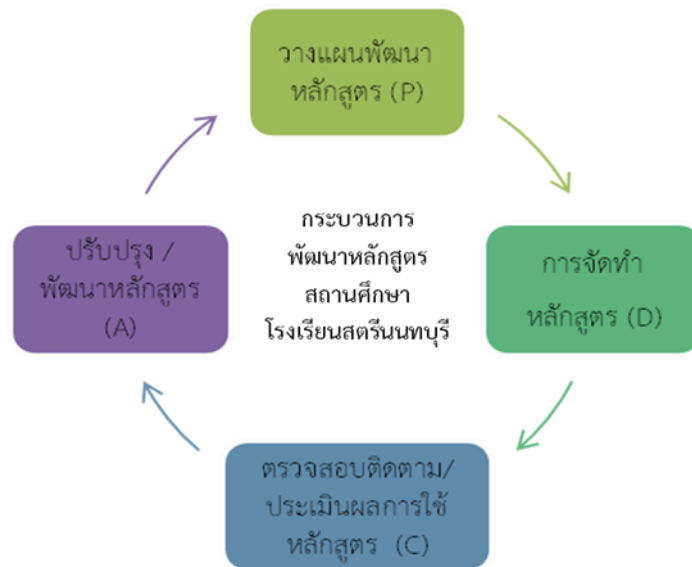 วางแผนพัฒนา
หลักสูตร (P)
การจัดทำ
หลักสูตร (D)
ตรวจสอบติดตาม/
ประเมินผลการใช้
หลักสูตร (C)
ปรับปรุง /
พัฒนาหลักสูตร
(A)
กระบวนการ
พัฒนาหลักสูตร
สถานศึกษา
โรงเรียนสตรีนนทบุรี